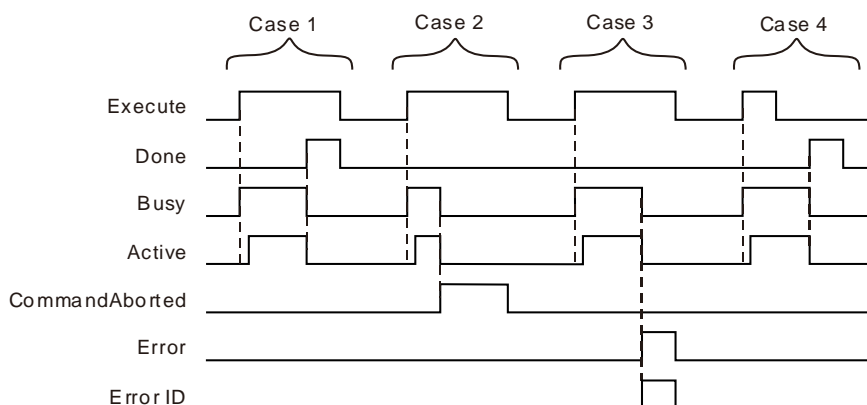 Case 1 Case 2 Case 3 Case 4
Execute
Done
Busy
Active
CommandAborted
Error
Error ID